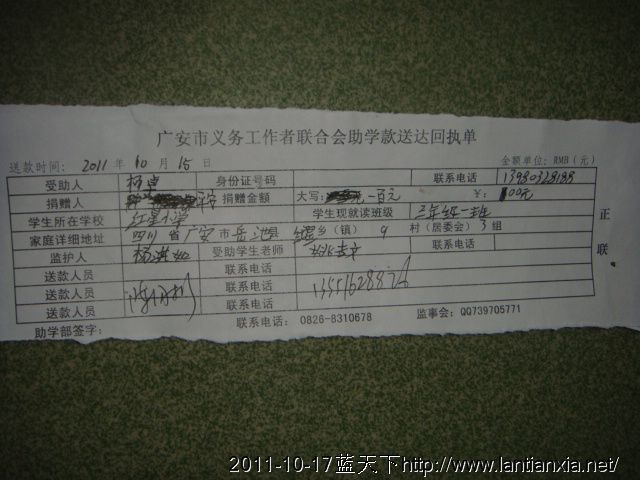 广安市义务工作者联合会助学款送达回执单
送款时间: 2011 年 10 月 15 日 金额单位: RMB (元)
受助人 杨卓 身份证号码 联系电话 13980328188
捐赠人 捐赠金额 大写: 一百元 ¥: 100元
学生所在学校 红星小学 学生现就读班级 三年级一班
家庭详细地址 四川 省 广安 市 岳池县 乡 (镇) 9 村 (居委会) 3 组
监护人 杨 受助学生老师 联系电话
送款人员 联系电话
送款人员 联系电话
送款人员 联系电话
正
联
助学部签字: 联系电话: 0826-8310678 监事会: QQ739705771
2011-10-17蓝天下http://www.lantianxia.net/